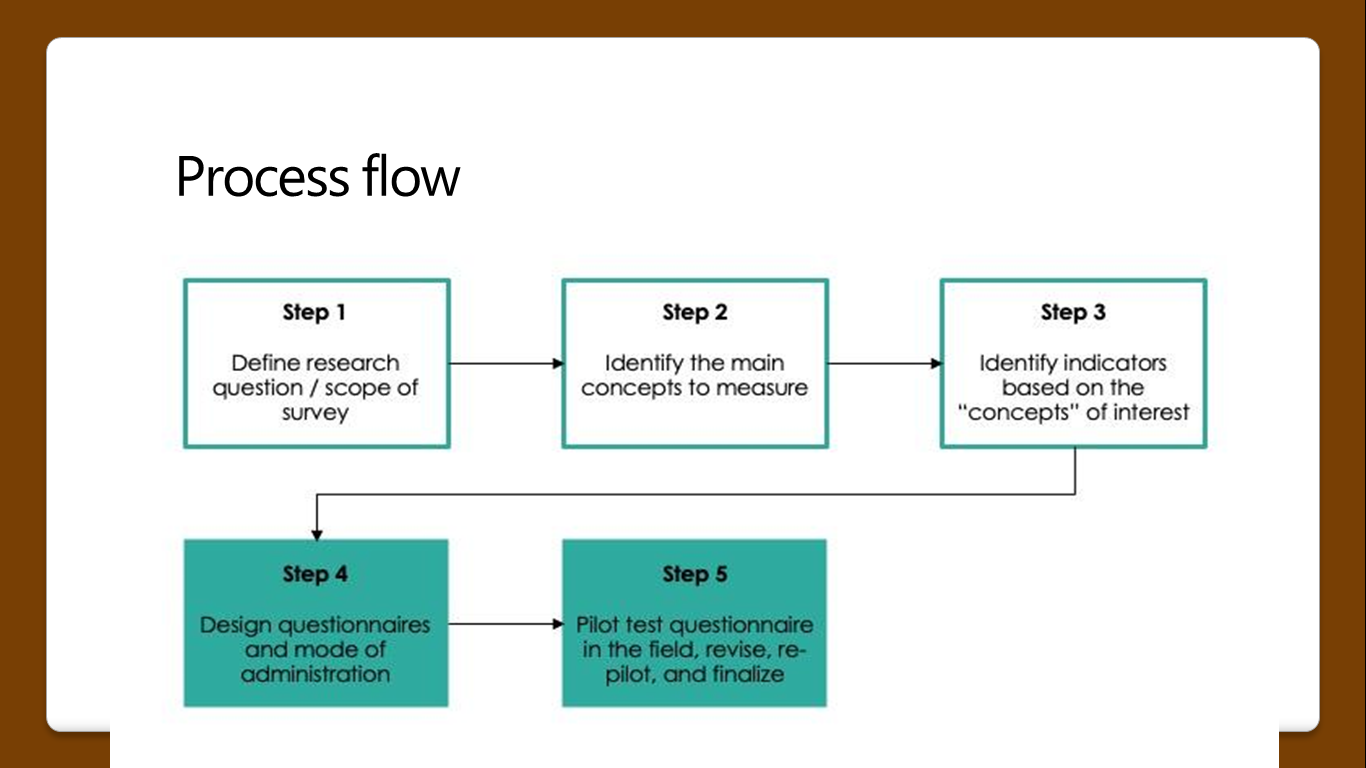 Process flow
Step 1
Define research
question / scope of
survey
Step 2
Identify the main
concepts to measure
Step 3
Identify indicators
based on the
“concepts” of interest
Step 4
Design questionnaires
and mode of
administration
Step 5
Pilot test questionnaire
in the field, revise, re-
pilot, and finalize